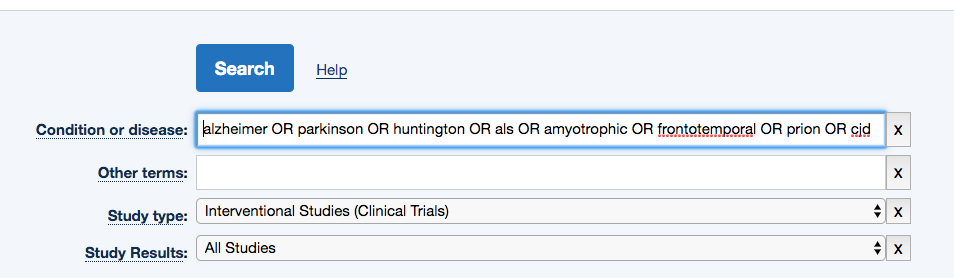 Search Help
Condition or disease: alzheimer OR parkinson OR huntington OR als OR amyotrophic OR frontotemporal OR prion OR cjd X
Other terms: X
Study type: Interventional Studies (Clinical Trials) X
Study Results: All Studies X